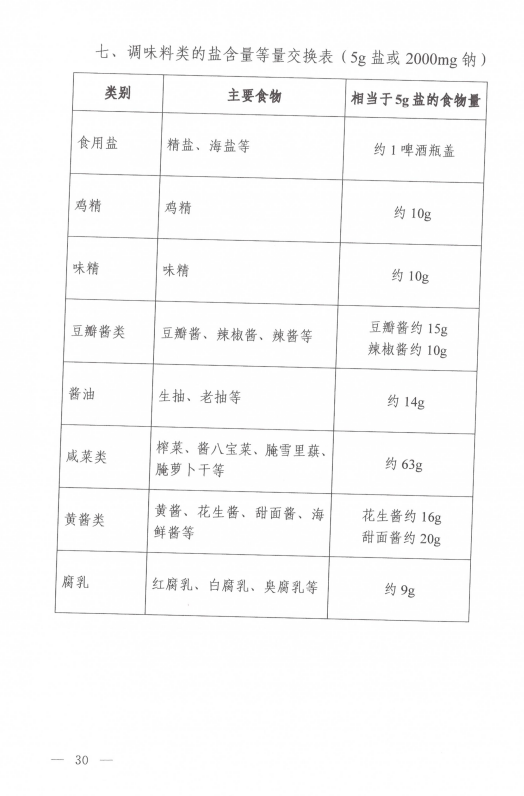 七、调味料类的盐含量等量交换表（5g 盐或 2000mg 钠）
类别 主要食物 相当于 5g 盐的食物量
食用盐 精盐、海盐等 约 1 啤酒瓶盖
鸡精 鸡精 约 10g
味精 味精 约 10g
豆瓣酱类 豆瓣酱、辣椒酱、辣酱等 豆瓣酱约 15g
辣椒酱约 10g
酱油 生抽、老抽等 约 14g
咸菜类 榨菜、酱八宝菜、腌雪里蕻、
腌萝卜干等 约 63g
黄酱类 黄酱、花生酱、甜面酱、海
鲜酱等 花生酱约 16g
甜面酱约 20g
腐乳 红腐乳、白腐乳、臭腐乳等 约 9g
— 30 —